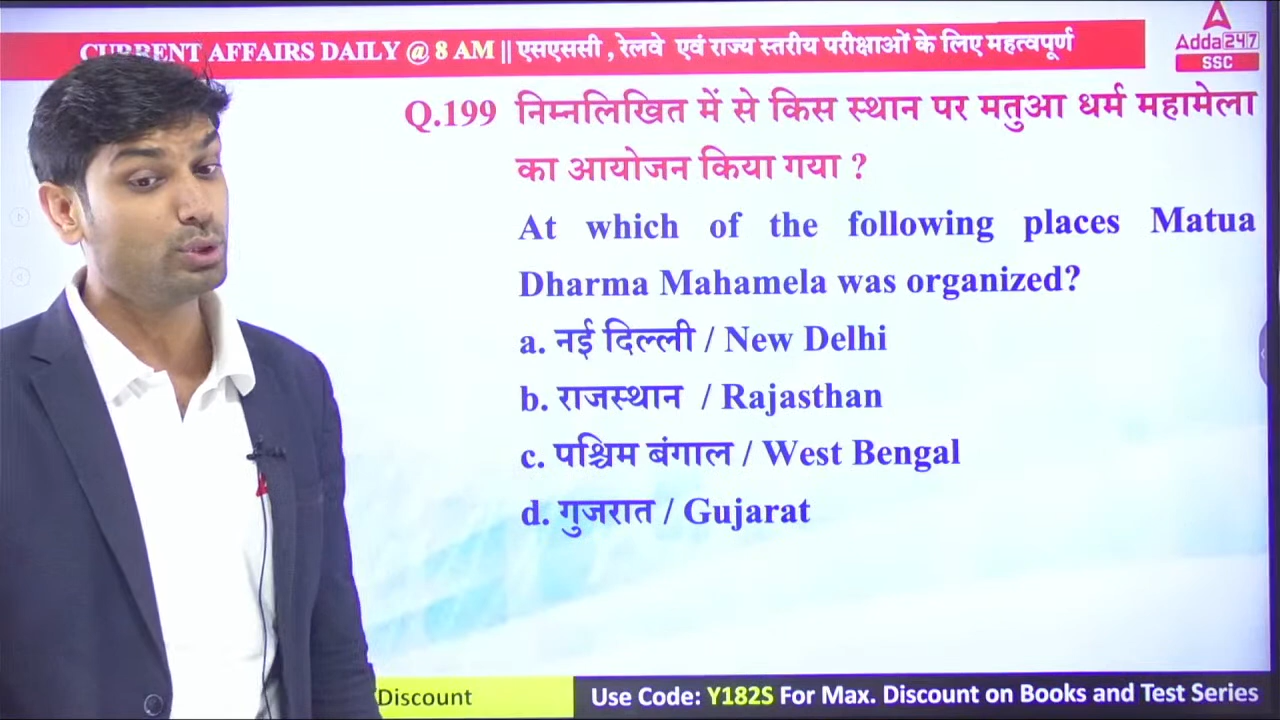 CURRENT AFFAIRS DAILY @ 8 AM || एसएससी , रेलवे एवं राज्य स्तरीय परीक्षाओं के लिए महत्वपूर्ण
Adda247
SSC
Q.199 निम्नलिखित में से किस स्थान पर मतुआ धर्म महामेला
का आयोजन किया गया ?
At which of the following places Matua
Dharma Mahamela was organized?
a. नई दिल्ली / New Delhi
b. राजस्थान / Rajasthan
c. पश्चिम बंगाल / West Bengal
d. गुजरात / Gujarat
Discount
Use Code: Y182S For Max. Discount on Books and Test Series